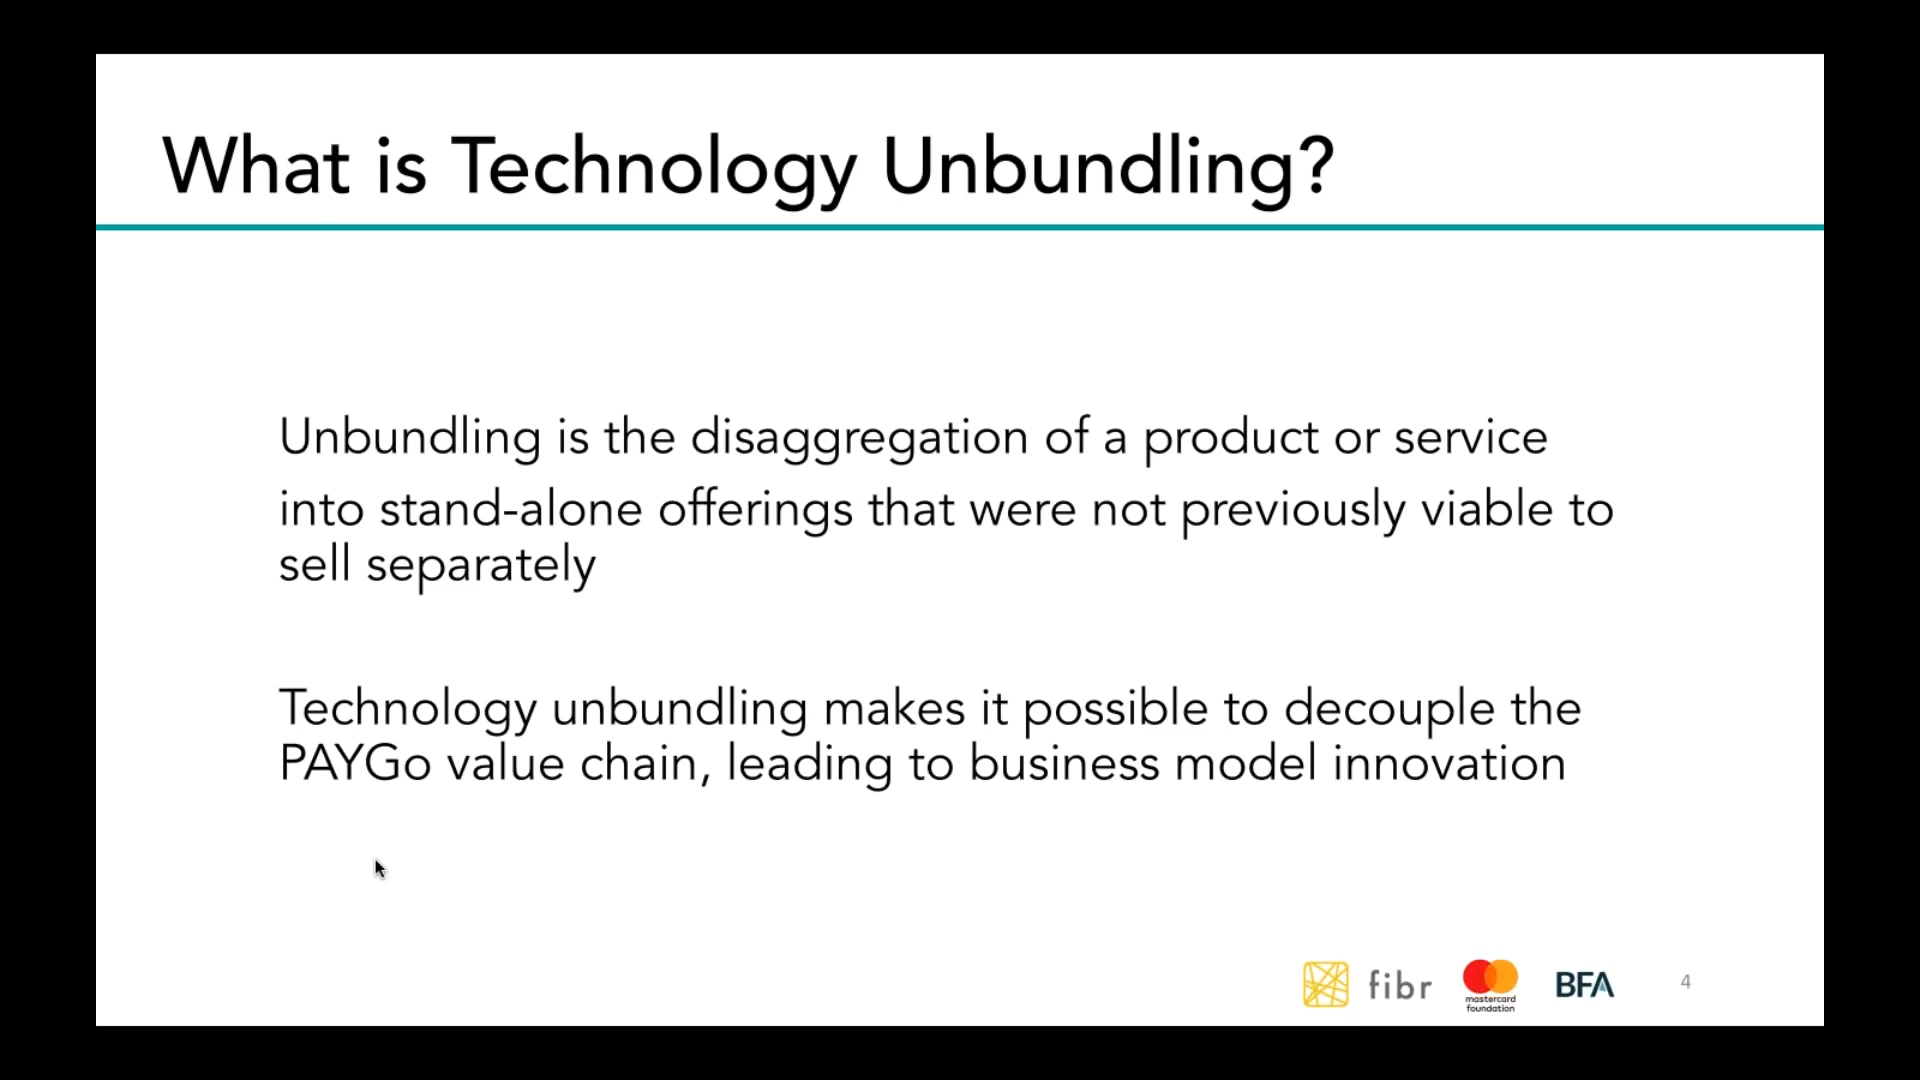 What is Technology Unbundling?
Unbundling is the disaggregation of a product or service
into stand-alone offerings that were not previously viable to
sell separately
Technology unbundling makes it possible to decouple the
PAYGo value chain, leading to business model innovation
fibr
mastercard
foundation
BFA
4